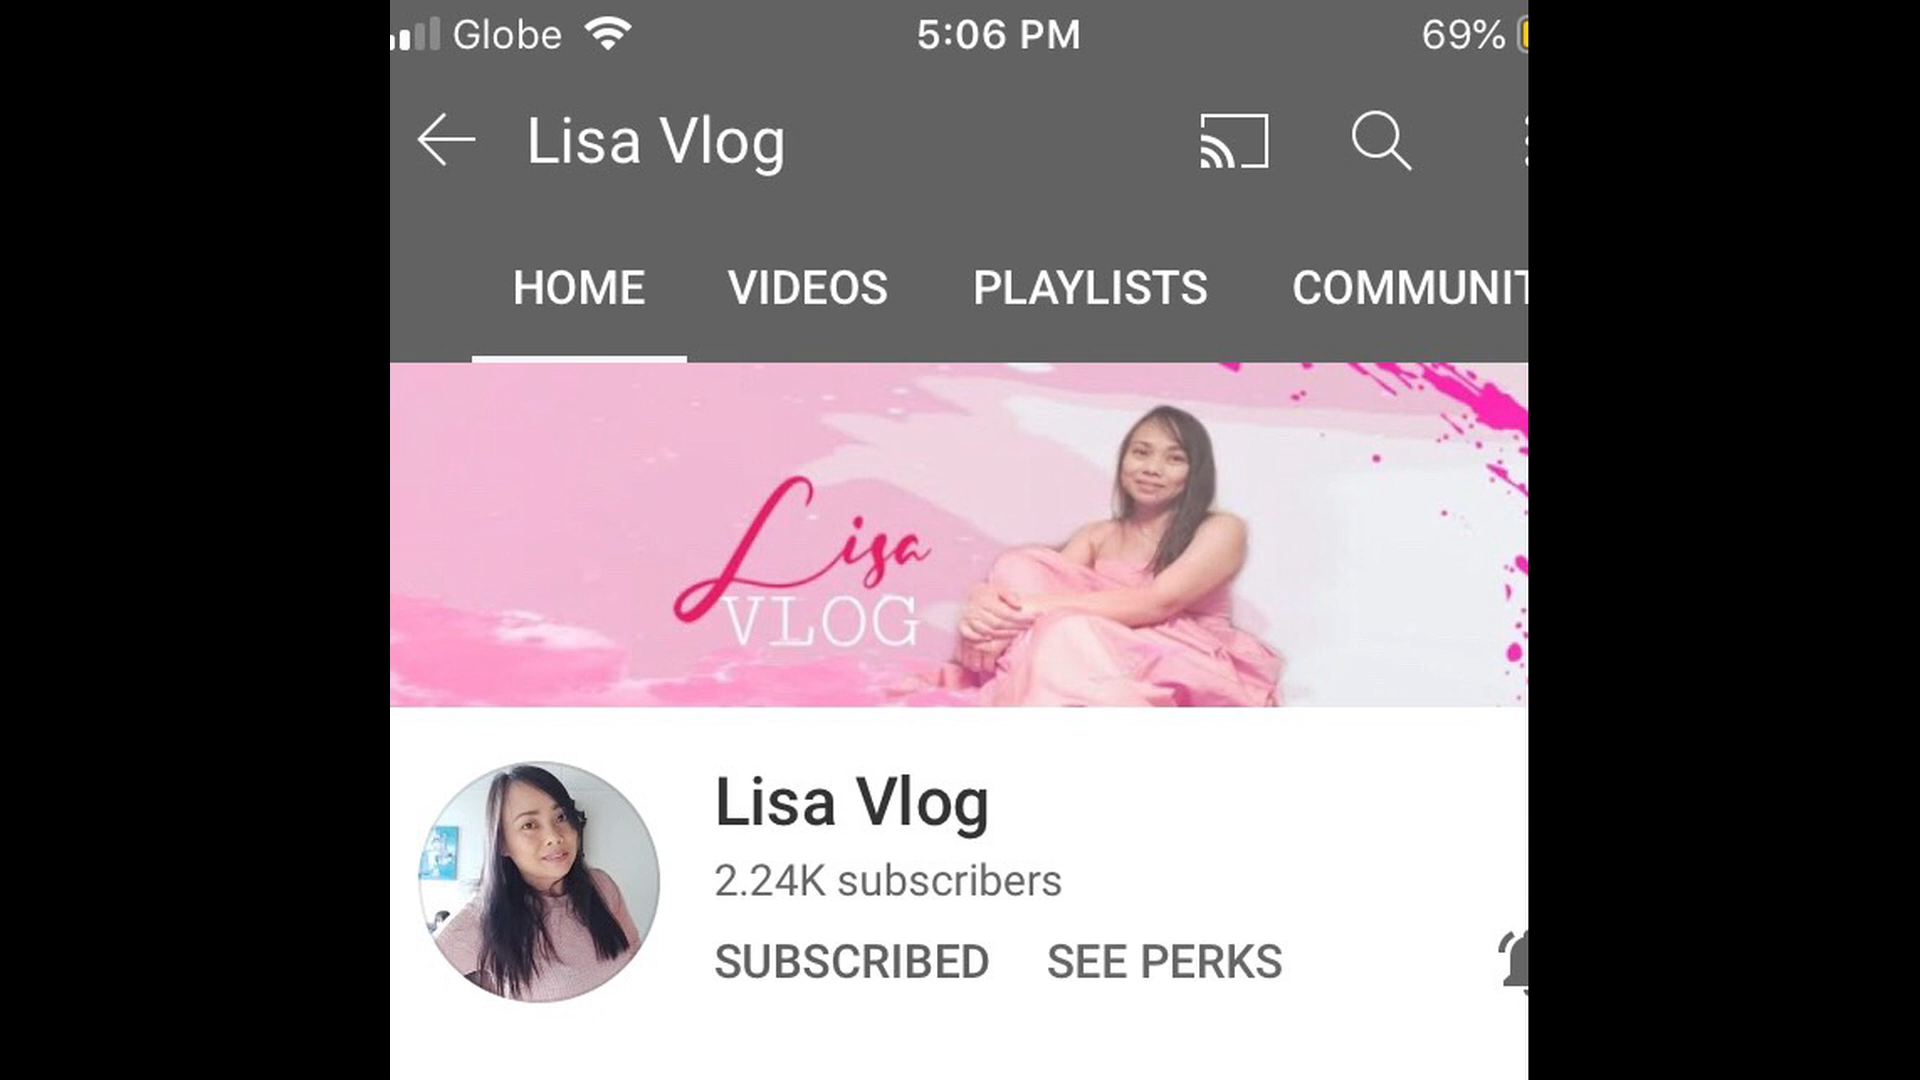 Globe 5:06 PM 69%
Lisa Vlog
HOME VIDEOS PLAYLISTS COMMUNIT
Lisa
VLOG
Lisa Vlog
2.24K subscribers
SUBSCRIBED SEE PERKS